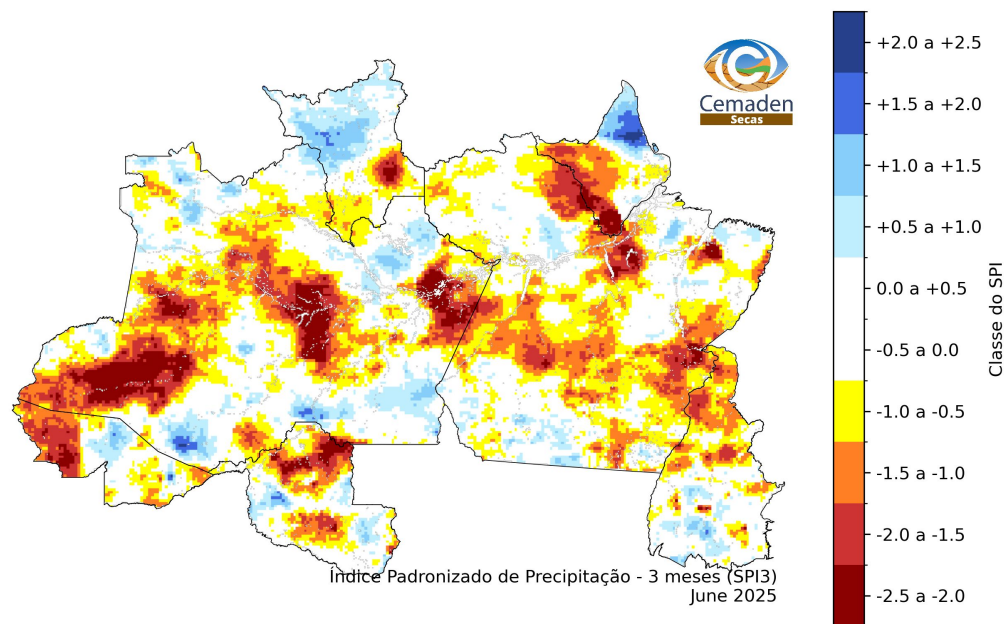 Cemaden
Secas
+2.0 a +2.5
+1.5 a +2.0
+1.0 a +1.5
+0.5 a +1.0
0.0 a +0.5
-0.5 a 0.0
-1.0 a -0.5
-1.5 a -1.0
-2.0 a -1.5
-2.5 a -2.0
Classe do SPI
Índice Padronizado de Precipitação - 3 meses (SPI3)
June 2025